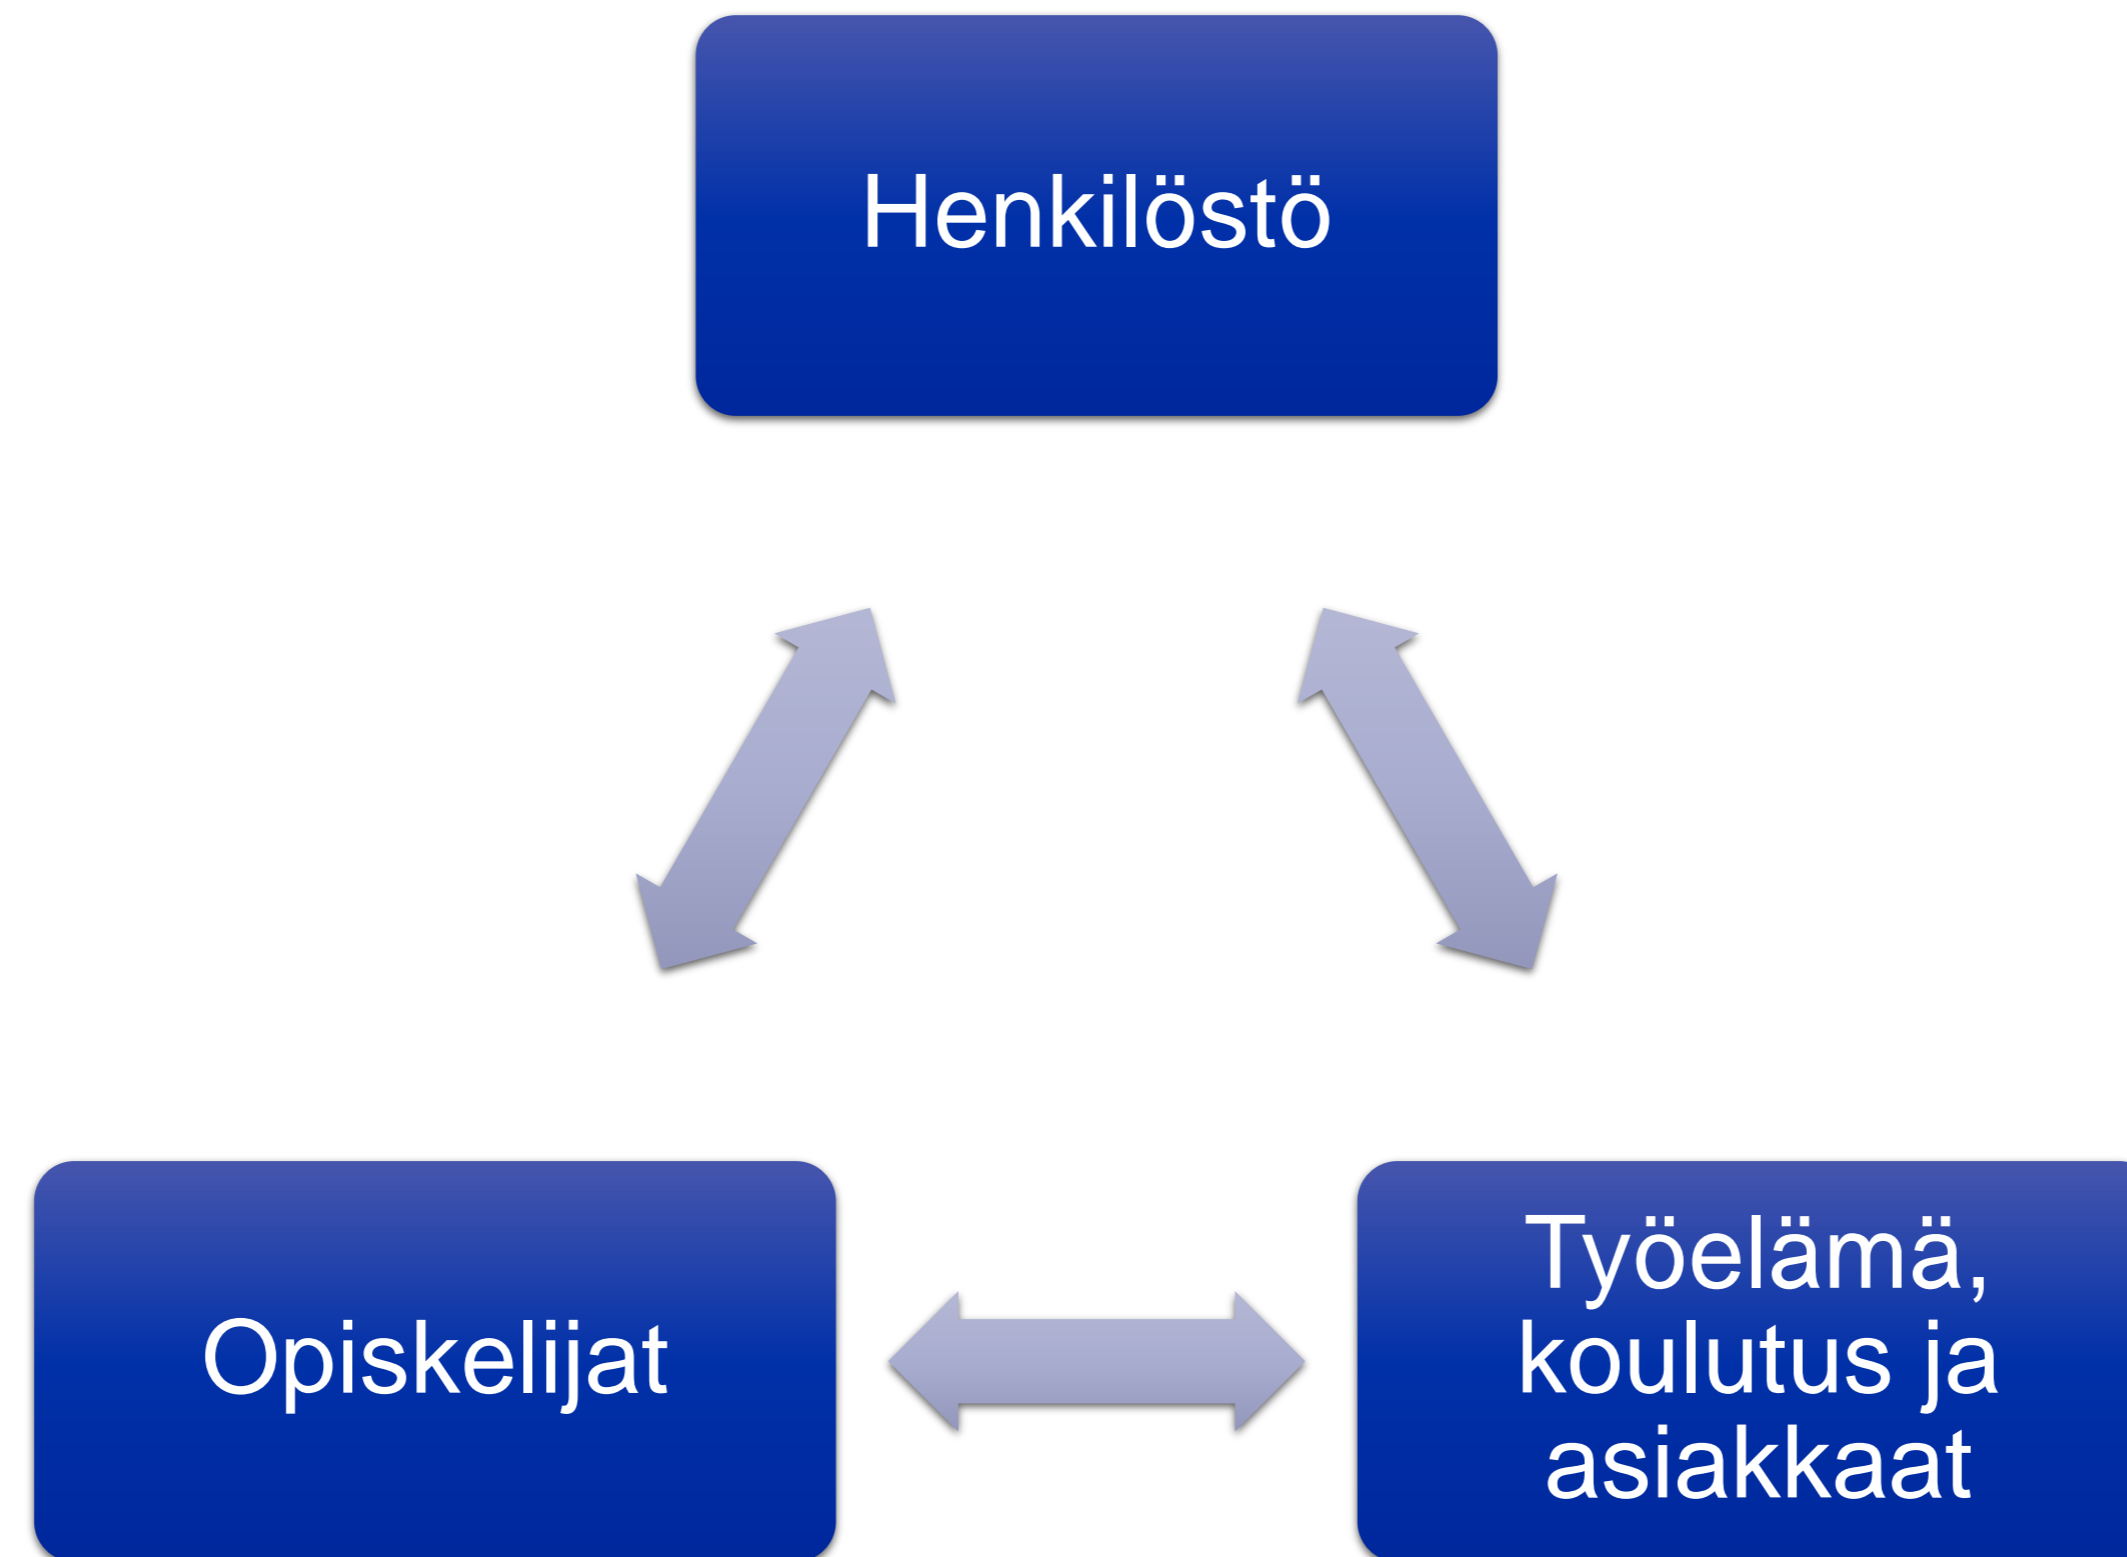 Henkilöstö
Opiskelijat
Työelämä,
koulutus ja
asiakkaat